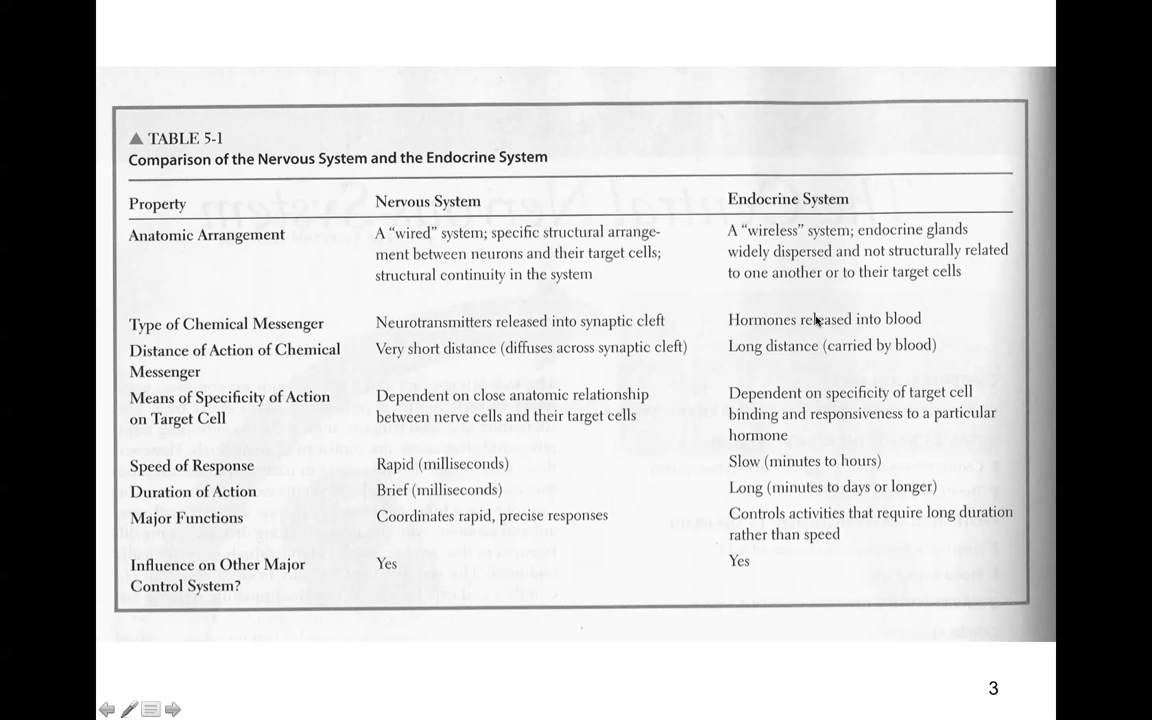 ▲ TABLE 5-1
Comparison of the Nervous System and the Endocrine System
Property
Nervous System
Endocrine System
Anatomic Arrangement
A “wired” system; specific structural arrange-
ment between neurons and their target cells;
structural continuity in the system
A “wireless” system; endocrine glands
widely dispersed and not structurally related
to one another or to their target cells
Type of Chemical Messenger
Neurotransmitters released into synaptic cleft
Hormones released into blood
Distance of Action of Chemical
Messenger
Very short distance (diffuses across synaptic cleft)
Long distance (carried by blood)
Means of Specificity of Action
on Target Cell
Dependent on close anatomic relationship
between nerve cells and their target cells
Dependent on specificity of target cell
binding and responsiveness to a particular
hormone
Speed of Response
Rapid (milliseconds)
Slow (minutes to hours)
Duration of Action
Brief (milliseconds)
Long (minutes to days or longer)
Major Functions
Coordinates rapid, precise responses
Controls activities that require long duration
rather than speed
Influence on Other Major
Control System?
Yes
Yes
3